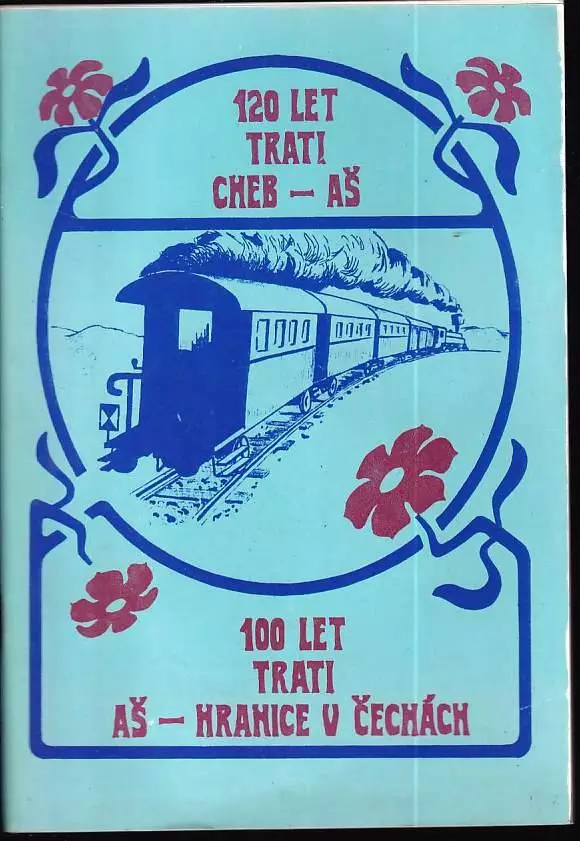 120 LET
TRATI
CHEB – AŠ
100 LET
TRATI
AŠ – HRANICE V ČECHÁCH